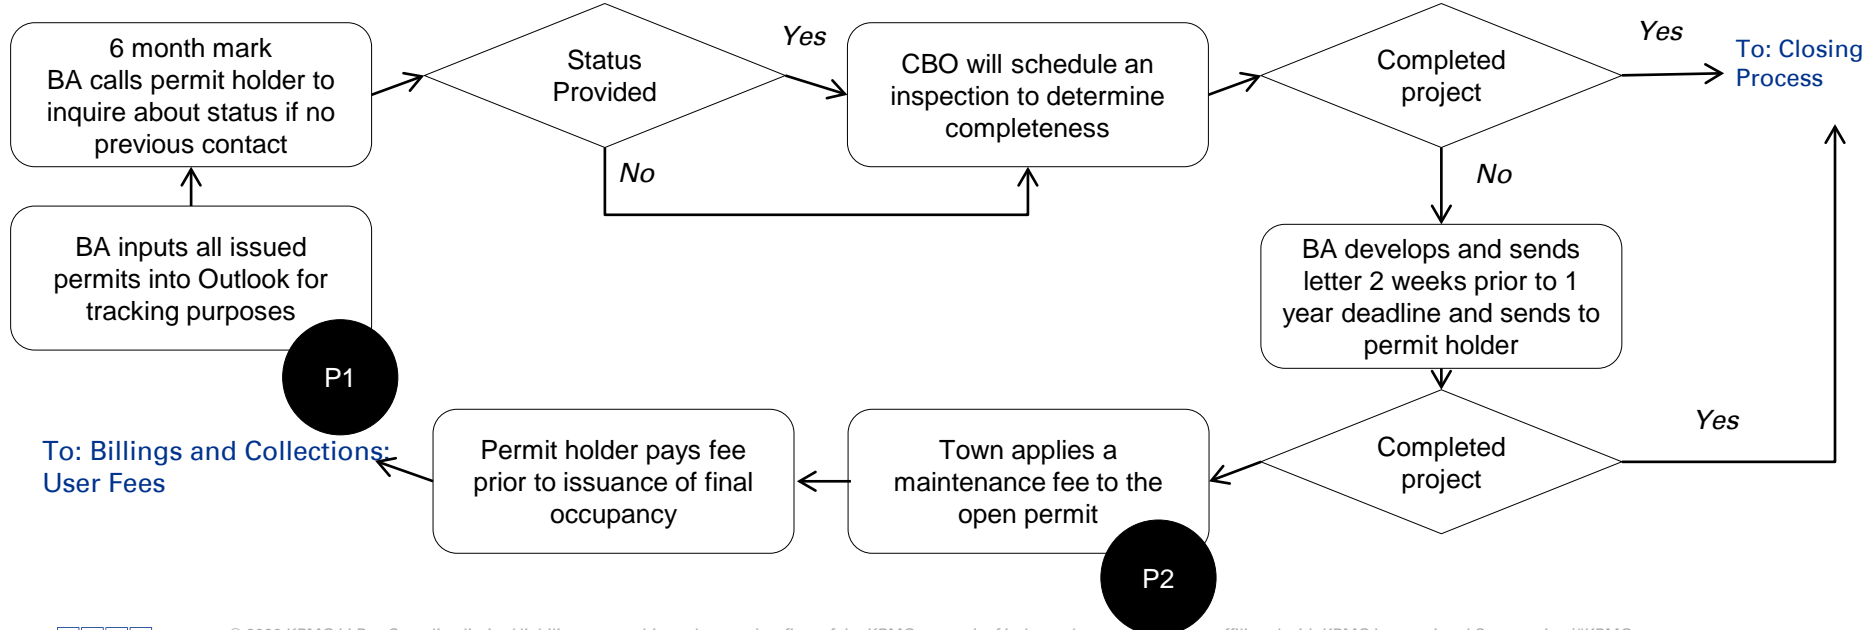 6 month mark
BA calls permit holder to
inquire about status if no
previous contact
Status
Provided
Yes
No
CBO will schedule an
inspection to determine
completeness
Completed
project
Yes
To: Closing
Process
No
BA inputs all issued
permits into Outlook for
tracking purposes
P1
BA develops and sends
letter 2 weeks prior to 1
year deadline and sends to
permit holder
Completed
project
Yes
Town applies a
maintenance fee to the
open permit
P2
Permit holder pays fee
prior to issuance of final
occupancy
To: Billings and Collections:
User Fees